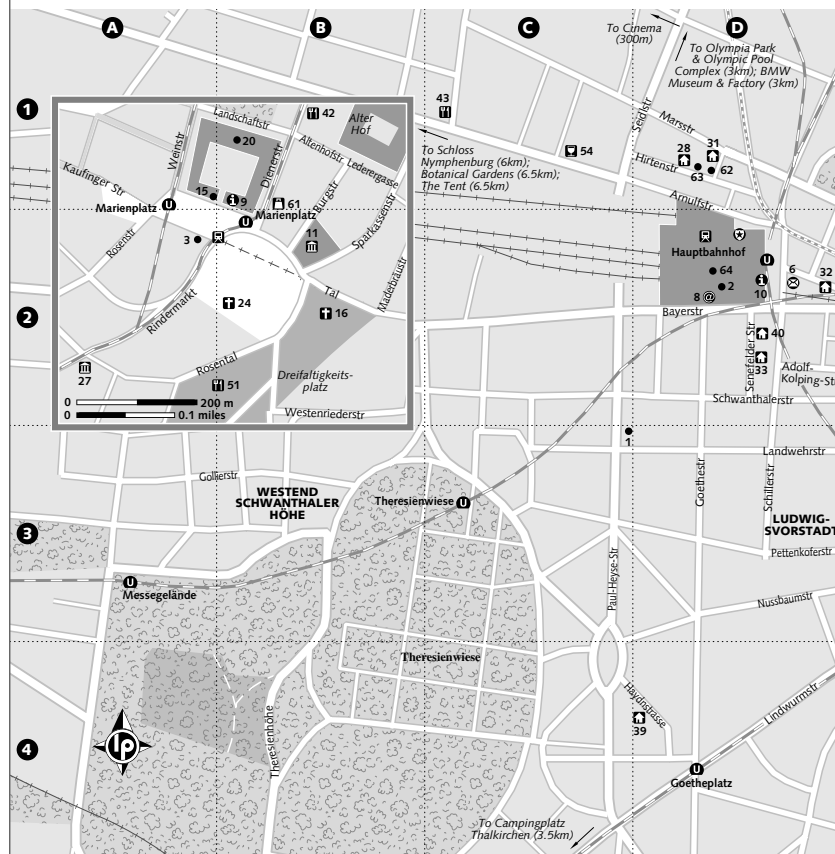 A
B
C
D
1
2
3
4
To Cinema
(300m)
To Olympia Park
& Olympic Pool
Complex (3km); BMW
Museum & Factory (3km)
43
42
54
Seidlstr
Marsstr
28
31
Hirtenstr
63
62
Arnulfstr
To Schloss
Nymphenburg (6km);
Botanical Gardens (6.5km);
The Tent (6.5km)
Landschaftstr
20
Alter
Hof
Altenhofstr
Lederergasse
Weinstr
Dienerstr
Burgstr
Kaufinger Str
15
i
9
61
Marienplatz
U
Marienplatz
U
Sparkassenstr
11
Rosenstr
3
Maderbräustr
Tal
24
16
Rindermarkt
Rosental
27
51
Dreifaltigkeits-
platz
Westenriederstr
0
200 m
0
0.1 miles
Hauptbahnhof
U
64
2
8
@
i
10
6
32
Bayerstr
Senefelder Str
40
33
Adolf-
Kolping-Str
Schwanthalerstr
1
Landwehrstr
Goethestr
Schillerstr
LUDWIG-
SVORSTADT
Pettenkoferstr
Nussbaumstr
Gollierstr
WESTEND
SCHWANTHALER
HÖHE
Theresienwiese
U
U
Messegelände
Paul-Heyse-Str
Theresienwiese
Theresienhöhe
Haydnstrasse
39
Lindwurmstr
U
Goetheplatz
To Campingplatz
Thalkirchen (3.5km)
lp